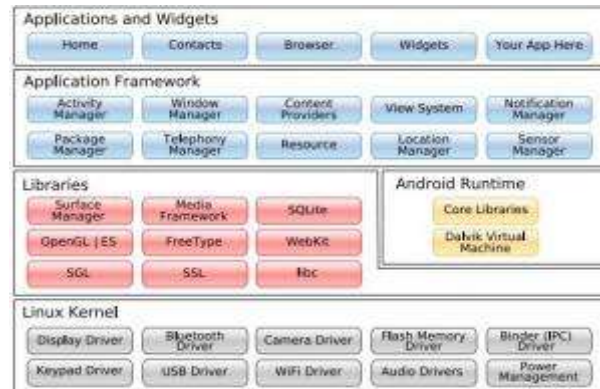 Applications and Widgets
Home Contacts Browser Widgets Your App Here
Application Framework
Activity Manager Window Manager Content Providers View System Notification Manager
Package Manager Telephony Manager Resource Location Manager Sensor Manager
Libraries
Surface Manager Media Framework SQLite
OpenGL | ES FreeType WebKit
SGL SSL libc
Android Runtime
Core Libraries
Dalvik Virtual Machine
Linux Kernel
Display Driver Bluetooth Driver Camera Driver Flash Memory Driver Binder (IPC) Driver
Keypad Driver USB Driver WiFi Driver Audio Drivers Power Management